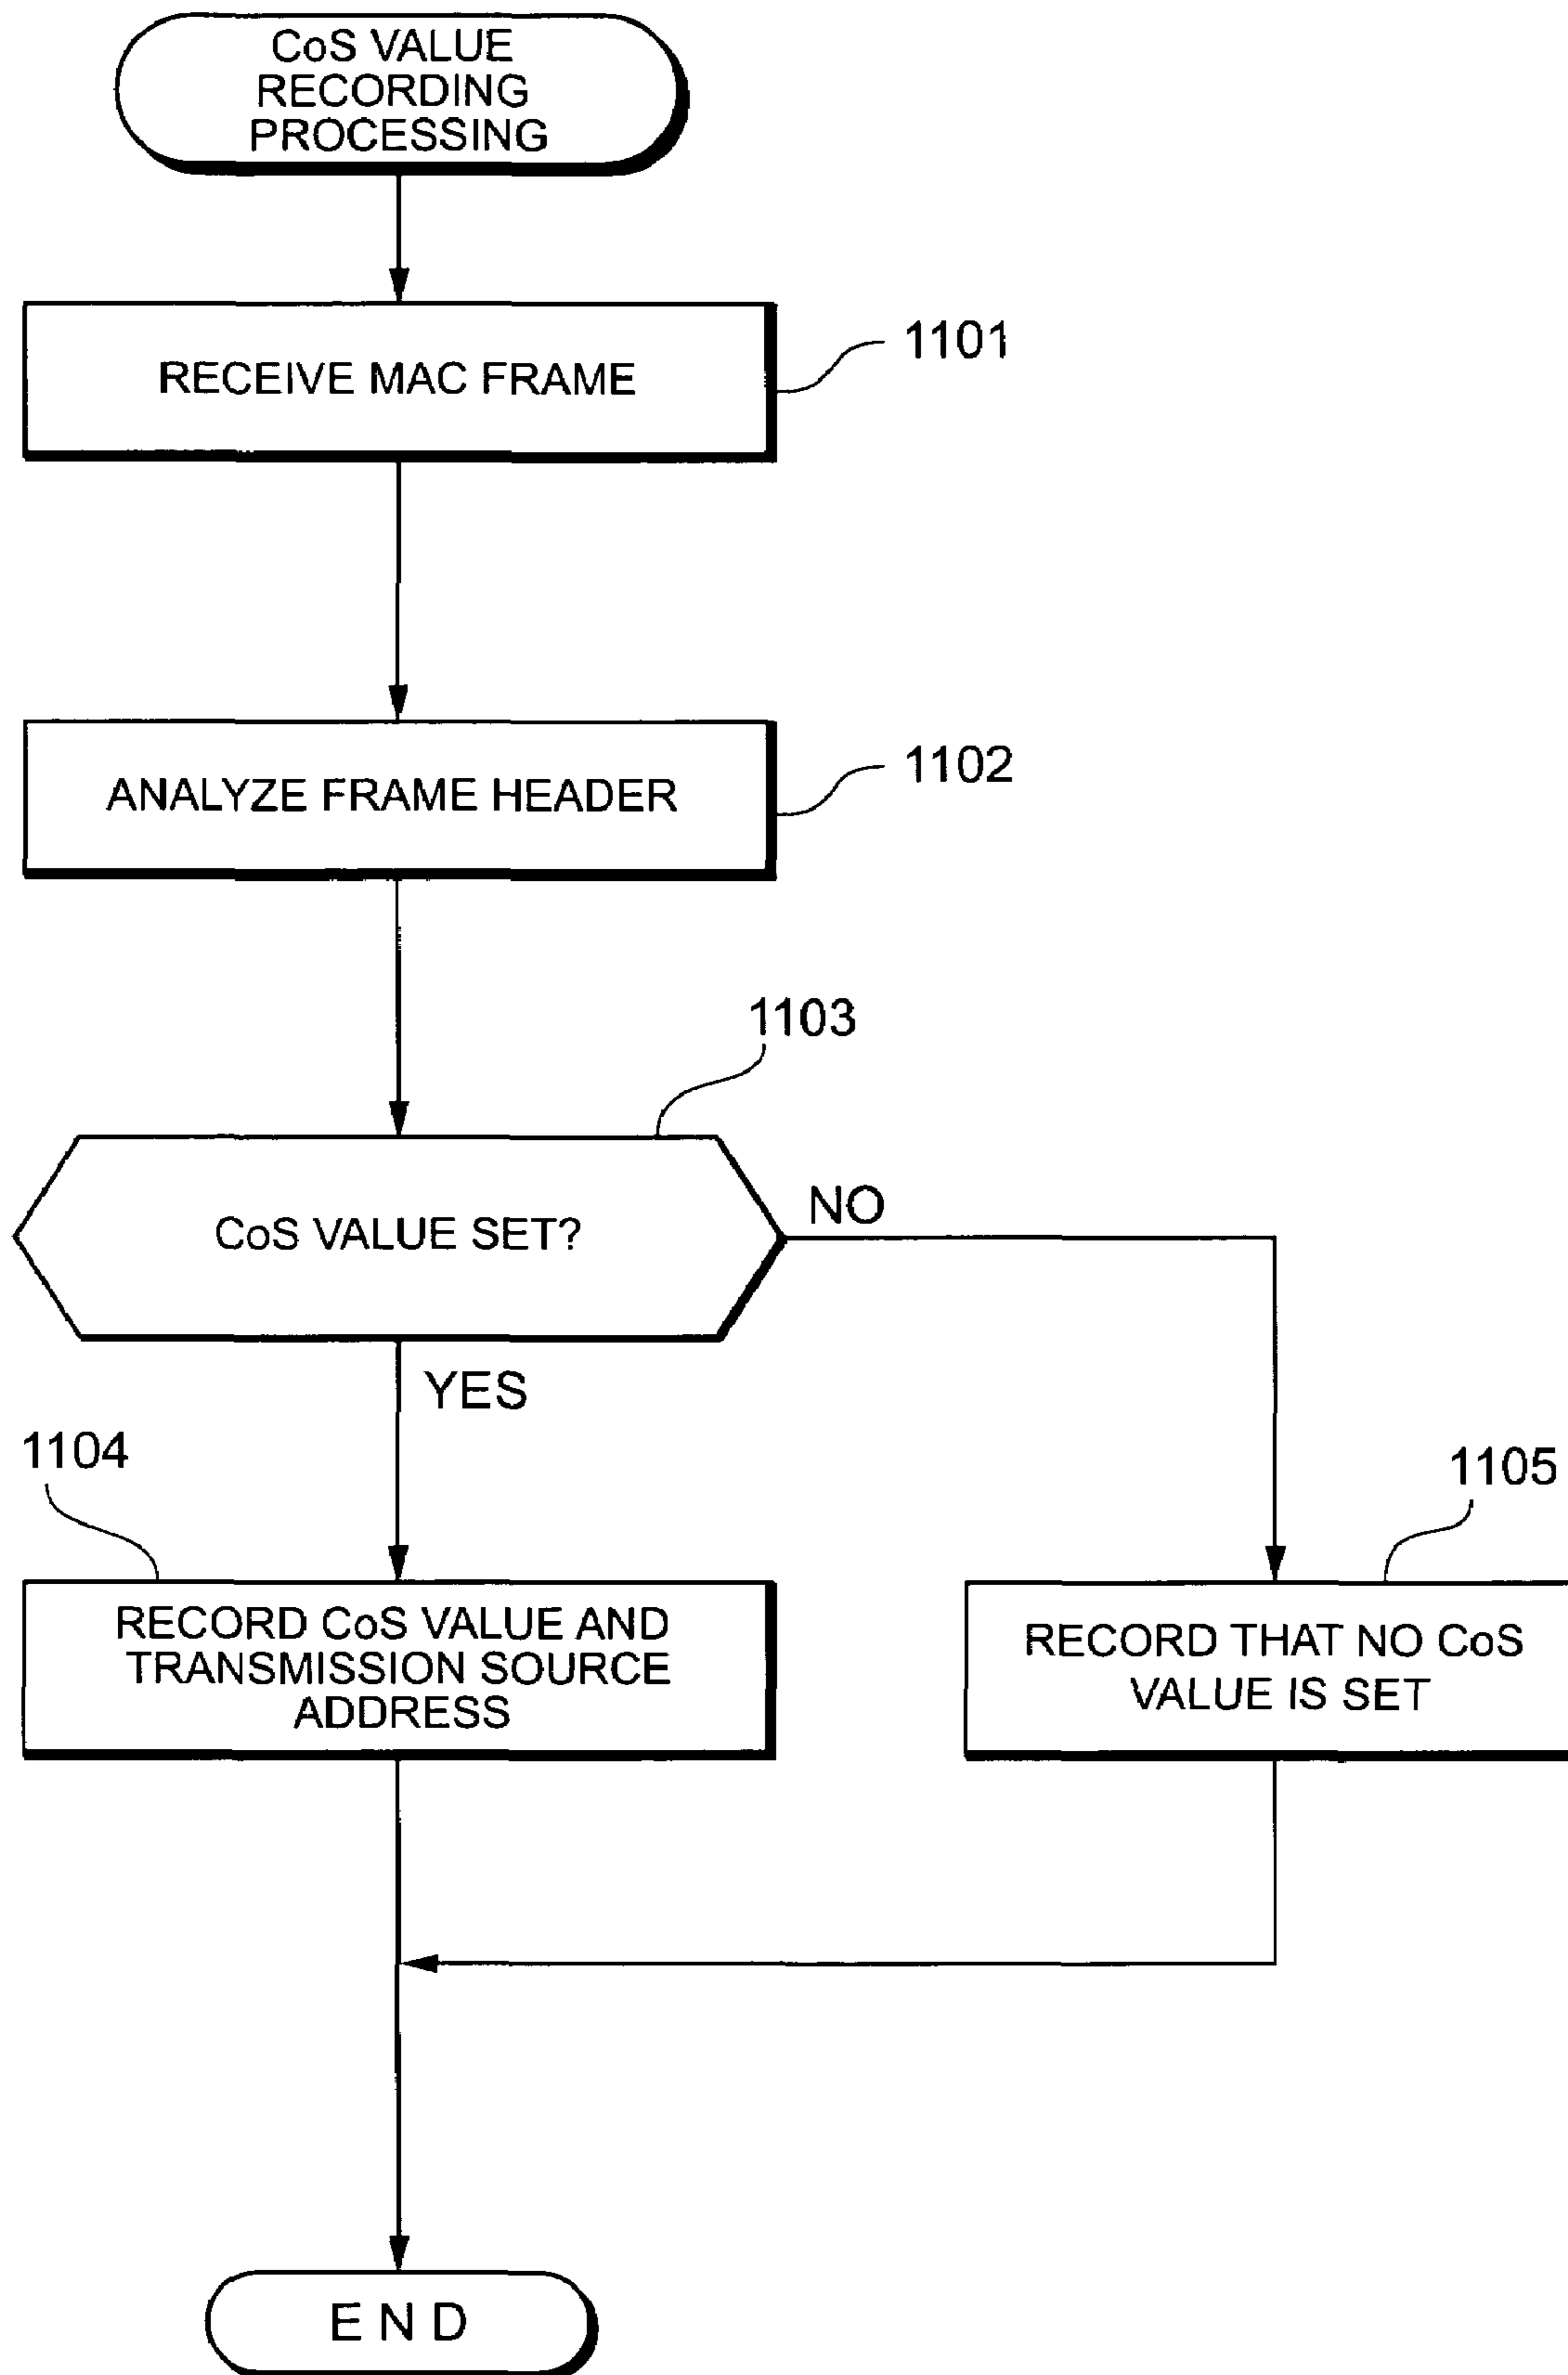 CoS VALUE
RECORDING
PROCESSING
RECEIVE MAC FRAME
1101
ANALYZE FRAME HEADER
1102
1103
CoS VALUE SET?
NO
YES
1104
1105
RECORD CoS VALUE AND
TRANSMISSION SOURCE
ADDRESS
RECORD THAT NO CoS
VALUE IS SET
END